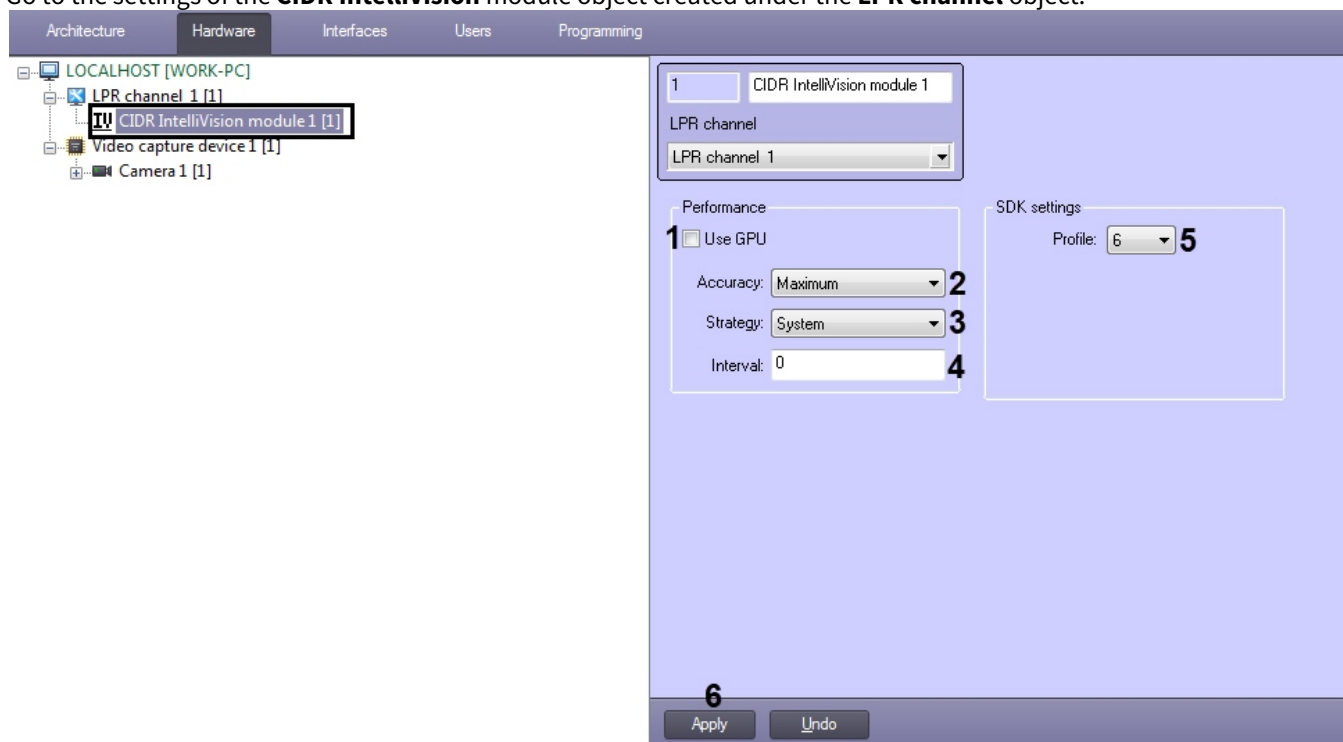 Go to the settings of the CIDR IntelliVision module object created under the LPR channel object.
Architecture Hardware Interfaces Users Programming
LOCALHOST [WORK-PC]
LPR channel 1 [1]
IV CIDR IntelliVision module 1 [1]
Video capture device 1 [1]
Camera 1 [1]
1 CIDR IntelliVision module 1
LPR channel
LPR channel 1
Performance
1 Use GPU
Accuracy: Maximum 2
Strategy: System 3
Interval: 0 4
SDK settings
Profile: 6 5
6
Apply Undo